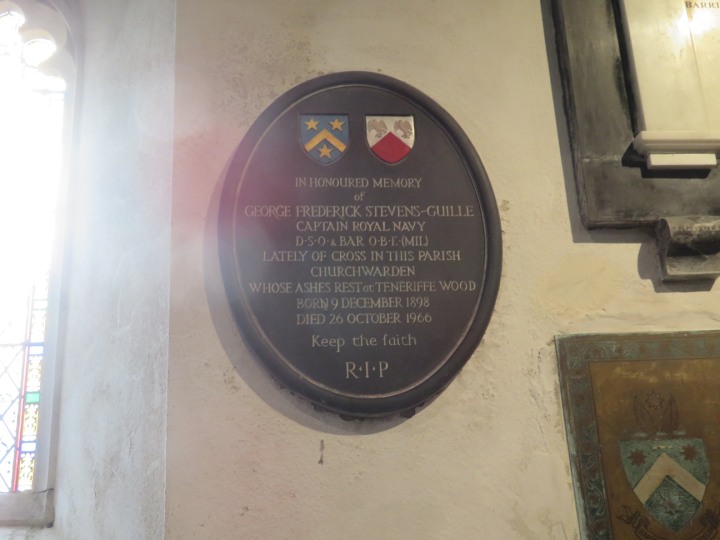 IN HONOURED MEMORY
of
GEORGE FREDERICK STEVENS-GUILLE
CAPTAIN ROYAL NAVY
D·S·O·& BAR O·B·E·(MIL)
LATELY OF CROSS IN THIS PARISH
CHURCHWARDEN
WHOSE ASHES REST at TENERIFFE WOOD
BORN 9 DECEMBER 1898
DIED 26 OCTOBER 1966
Keep the faith
R·I·P
BARRI